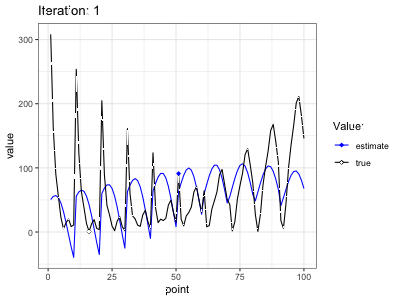 Iteration: 1
300
200
100
0
value
0
25
50
75
100
point
Value:
estimate
true